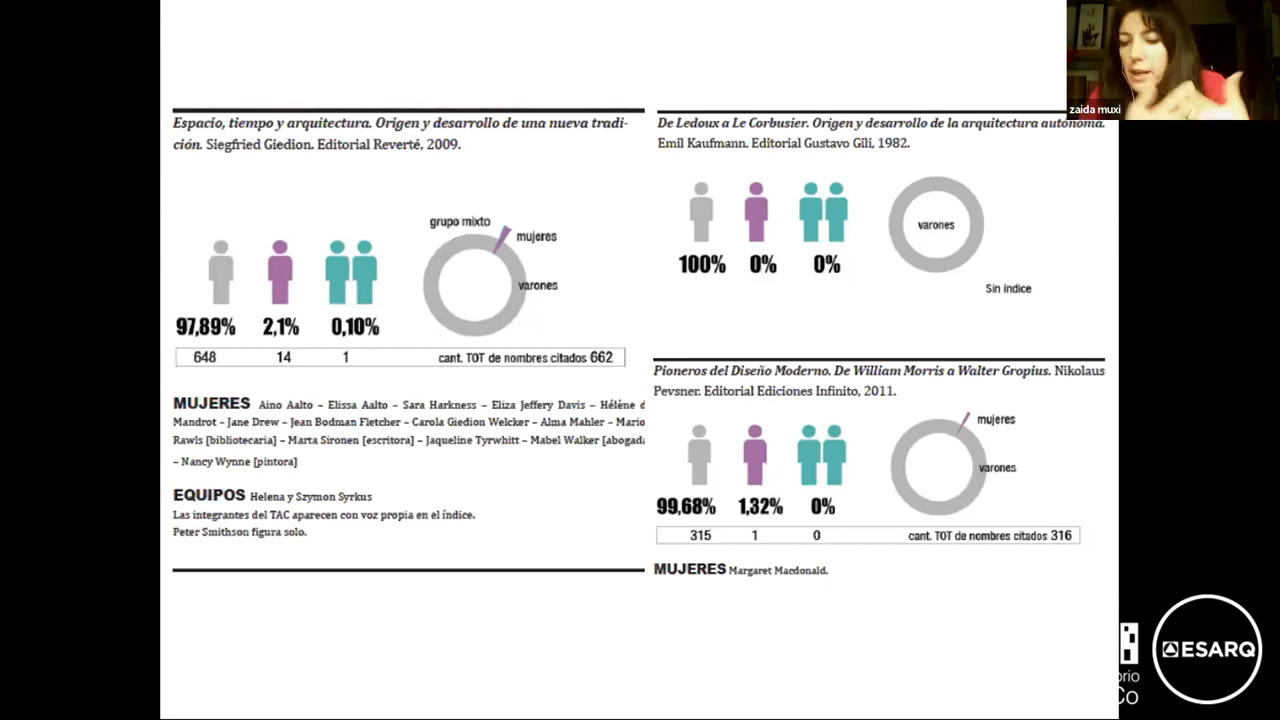 zaida muxi
Espacio, tiempo y arquitectura. Origen y desarrollo de una nueva tradi-
ción. Siegfried Giedion. Editorial Reverté, 2009.
grupo mixto
mujeres
varones
97,89% 2,1% 0,10%
648 14 1 cant. TOT de nombres citados 662
MUJERES Aino Aalto – Elissa Aalto – Sara Harkness – Eliza Jeffery Davis – Hélène d
Mandrot – Jane Drew – Jean Bodman Fletcher – Carola Giedion Welcker – Alma Mahler – Mario
Rawls [bibliotecaria] – Marta Sironen [escritora] – Jaqueline Tyrwhitt – Mabel Walker [abogada
– Nancy Wynne [pintora]
EQUIPOS Helena y Szymon Syrkus
Las integrantes del TAC aparecen con voz propia en el índice.
Peter Smithson figura solo.
De Ledoux a Le Corbusier. Origen y desarrollo de la arquitectura autónoma.
Emil Kaufmann. Editorial Gustavo Gili, 1982.
varones
100% 0% 0%
Sin índice
Pioneros del Diseño Moderno. De William Morris a Walter Gropius. Nikolaus
Pevsner. Editorial Ediciones Infinito, 2011.
mujeres
varones
99,68% 1,32% 0%
315 1 0 cant. TOT de nombres citados 316
MUJERES Margaret Macdonald.
ESARQ
orio
Co